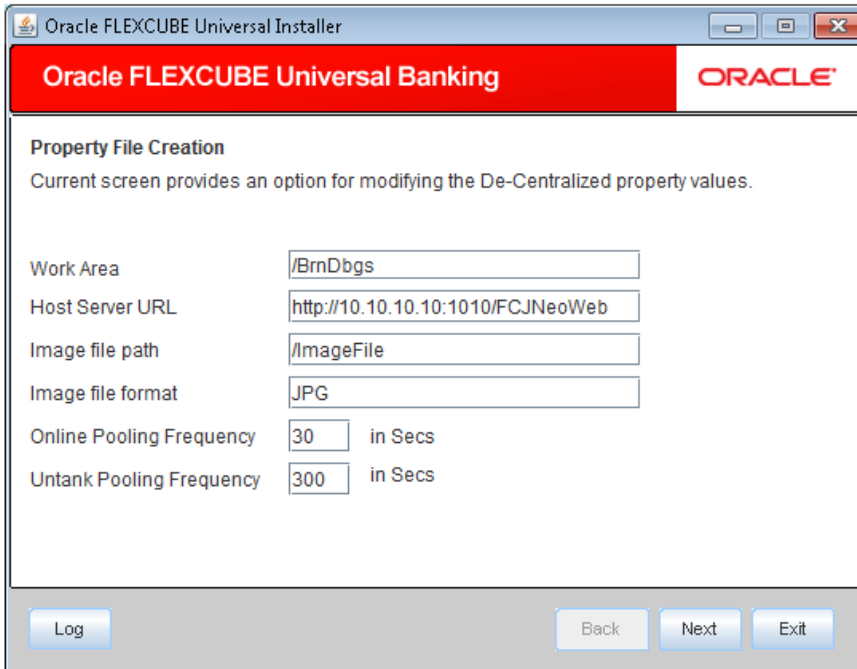 Oracle FLEXCUBE Universal Installer
Oracle FLEXCUBE Universal Banking
ORACLE
Property File Creation
Current screen provides an option for modifying the De-Centralized property values.
Work Area /BrnDbgs
Host Server URL http://10.10.10.10:1010/FCJNeoWeb
Image file path /ImageFile
Image file format JPG
Online Pooling Frequency 30 in Secs
Untank Pooling Frequency 300 in Secs
Log Back Next Exit